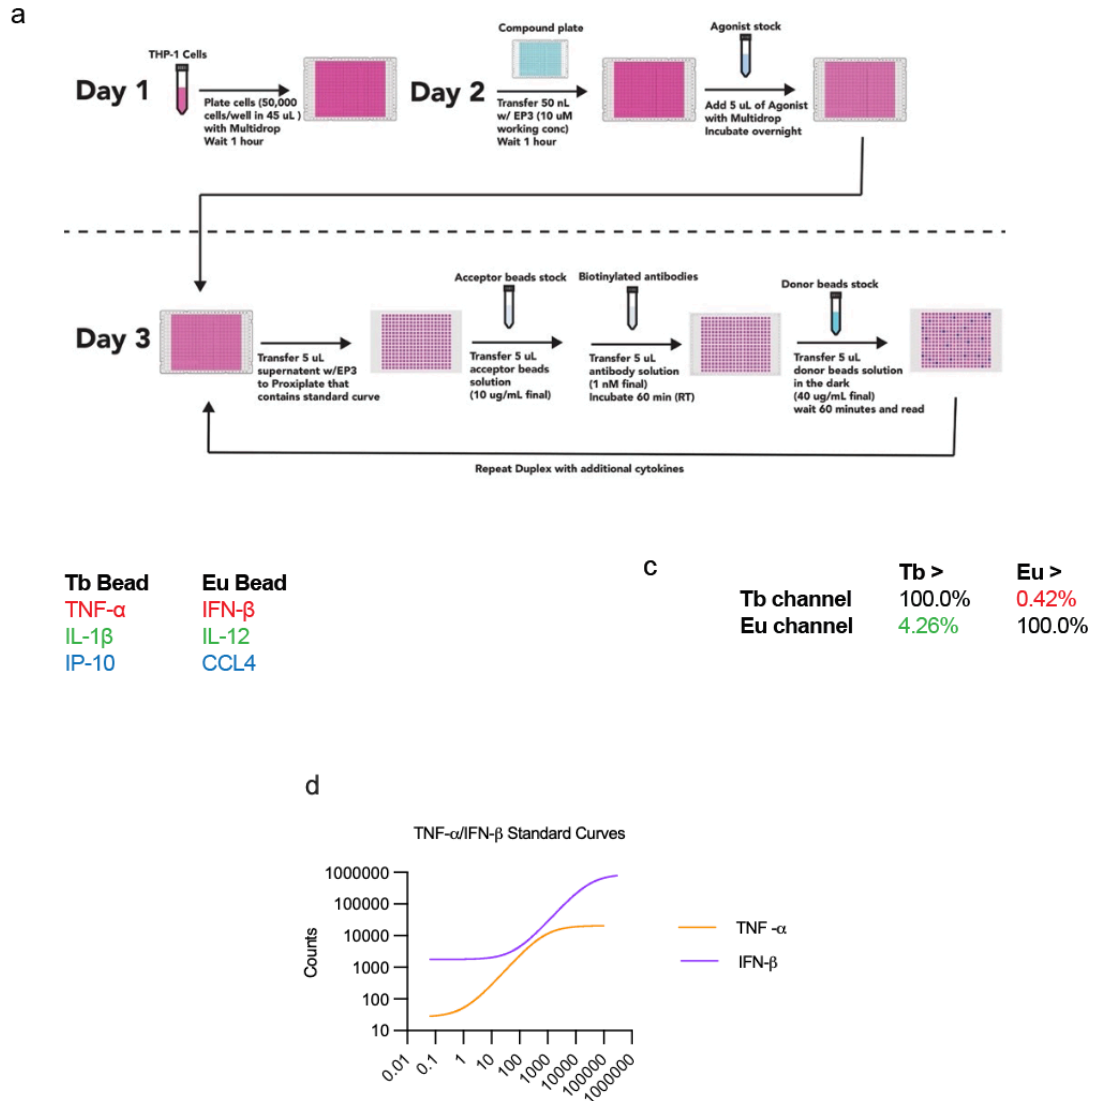 a
Day 1
THP-1 Cells
Plate cells (50,000
cells/well in 45 uL )
with Multidrop
Wait 1 hour
Day 2
Compound plate
Transfer 50 nL
w/ EP3 (10 uM
working conc)
Wait 1 hour
Agonist stock
Add 5 uL of Agonist
with Multidrop
Incubate overnight
Day 3
Transfer 5 uL
supernatent w/EP3
to Proxiplate that
contains standard curve
Acceptor beads stock
Transfer 5 uL
acceptor beads
solution
(10 ug/mL final)
Biotinylated antibodies
Transfer 5 uL
antibody solution
(1 nM final)
Incubate 60 min (RT)
Donor beads stock
Transfer 5 uL
donor beads solution
in the dark
(40 ug/mL final)
wait 60 minutes and read
Repeat Duplex with additional cytokines
Tb Bead Eu Bead
TNF-α IFN-β
IL-1β IL-12
IP-10 CCL4
c
Tb > Eu >
Tb channel 100.0% 0.42%
Eu channel 4.26% 100.0%
d
TNF-α/IFN-β Standard Curves
Counts
1000000
100000
10000
1000
100
10
0.01 0.1 1 10 100 1000 10000 100000 1000000
TNF -α
IFN-β